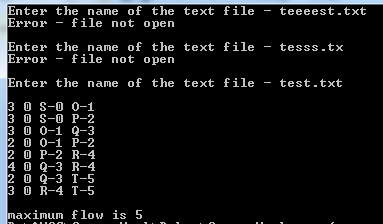 Enter the name of the text file - teeeest.txt
Error - file not open
Enter the name of the text file - tesss.tx
Error - file not open
Enter the name of the text file - test.txt
3 0 S-0 O-1
3 0 S-0 P-2
3 0 O-1 Q-3
2 0 O-1 P-2
2 0 P-2 R-4
4 0 Q-3 R-4
2 0 Q-3 T-5
3 0 R-4 T-5
maximum flow is 5